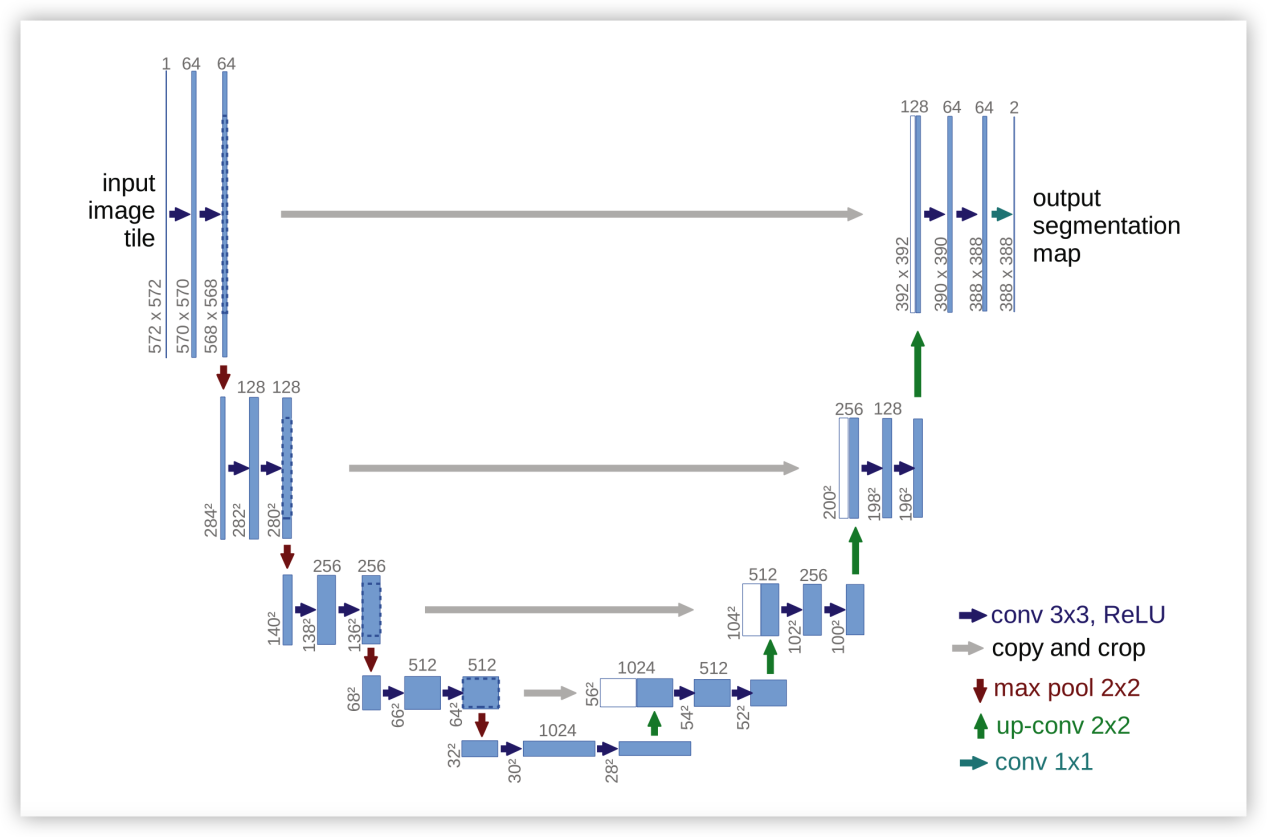 1 64 64
input
image
tile
572 x 572
570 x 570
568 x 568
128 64 64 2
output
segmentation
map
392 x 392
390 x 390
388 x 388
388 x 388
128 128
284²
282²
280²
256 128
200²
198²
196²
256 256
140²
138²
136²
512 256
104²
102²
100²
512 512
68²
66²
64²
1024 512
56²
54²
52²
1024
32²
30²
28²
conv 3x3, ReLU
copy and crop
max pool 2x2
up-conv 2x2
conv 1x1